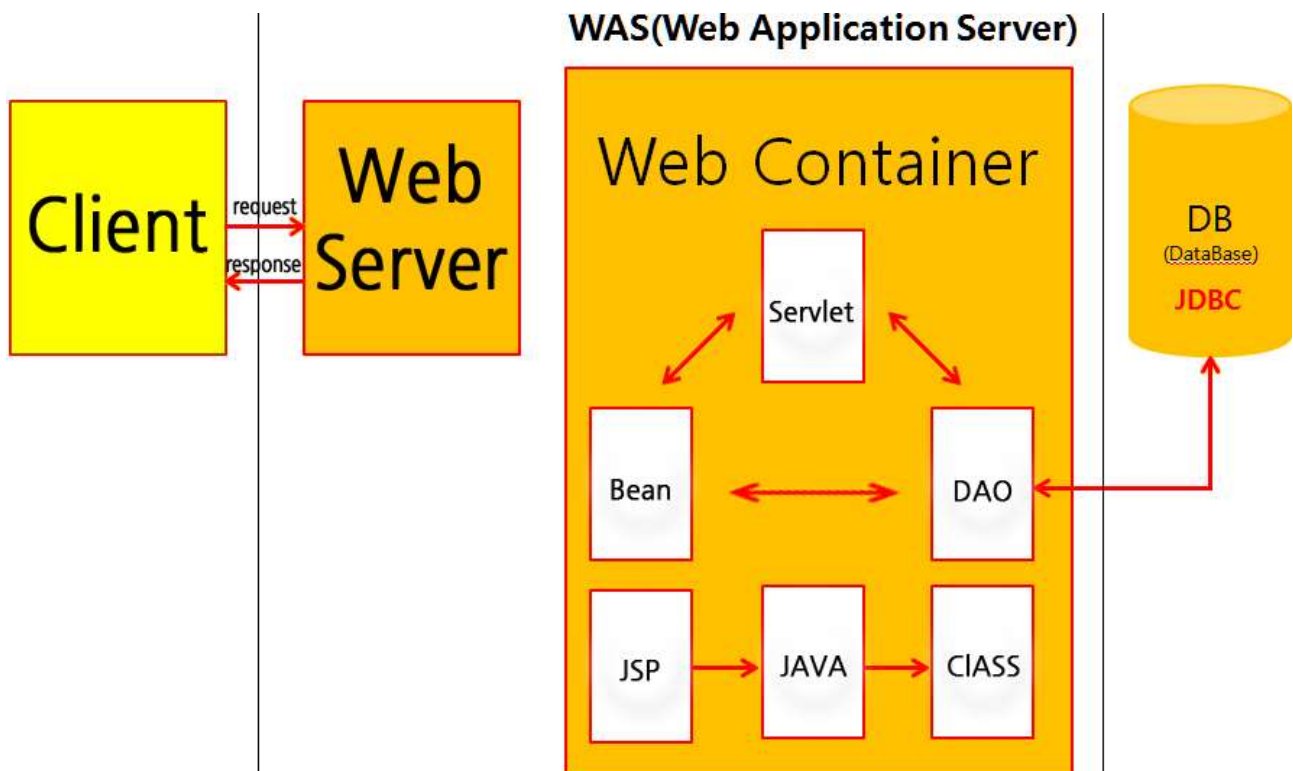 WAS(Web Application Server)
Client
request
response
Web
Server
Web Container
Servlet
Bean
DAO
JSP
JAVA
ClASS
DB
(DataBase)
JDBC